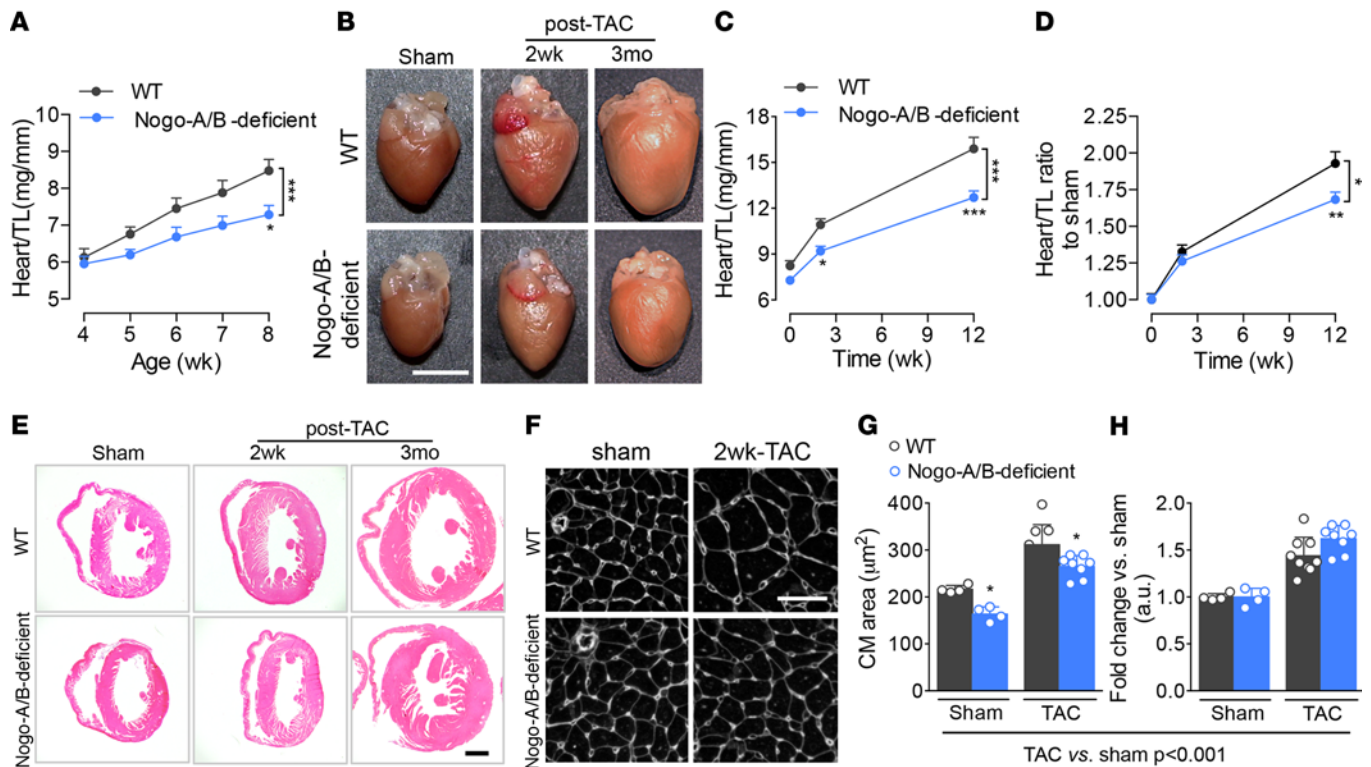 A
WT
Nogo-A/B -deficient
Heart/TL (mg/mm)
9
8
7
6
5
***
*
4 5 6 7 8
Age (wk)
B
post-TAC
Sham 2wk 3mo
WT
Nogo-A/B-
deficient
C
WT
Nogo-A/B-deficient
Heart/TL(mg/mm)
18
15
12
9
6
****
***
*
0 3 6 9 12
Time (wk)
D
Heart/TL ratio
to sham
2.25
2.00
1.75
1.50
1.25
1.00
*
**
0 3 6 9 12
Time (wk)
E
post-TAC
Sham 2wk 3mo
WT
Nogo-A/B-deficient
F
sham 2wk-TAC
WT
Nogo-A/B-deficient
G
WT
Nogo-A/B-deficient
CM area (μm²)
400
300
200
100
0
*
*
Sham TAC
H
Fold change vs. sham
(a.u.)
2.0
1.5
1.0
0.5
0.0
Sham TAC
TAC vs. sham p<0.001